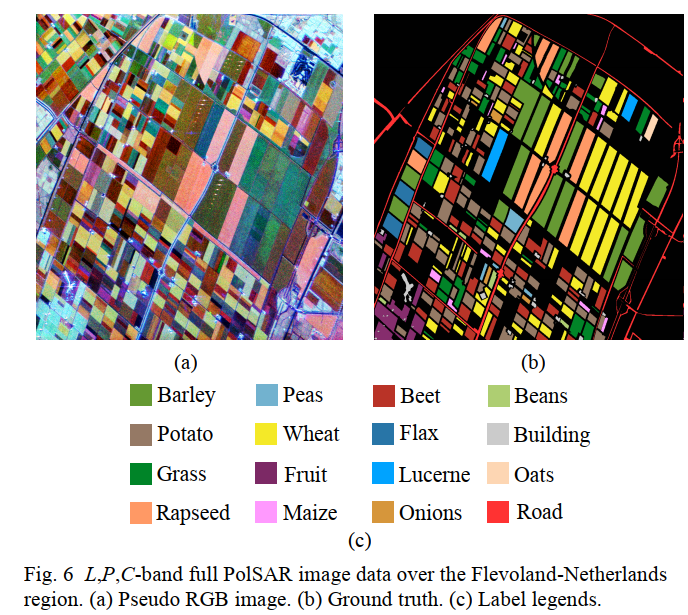 (a)
(b)
Barley Peas Beet Beans
Potato Wheat Flax Building
Grass Fruit Lucerne Oats
Rapseed Maize Onions Road
(c)
Fig. 6 L,P,C-band full PolSAR image data over the Flevoland-Netherlands
region. (a) Pseudo RGB image. (b) Ground truth. (c) Label legends.